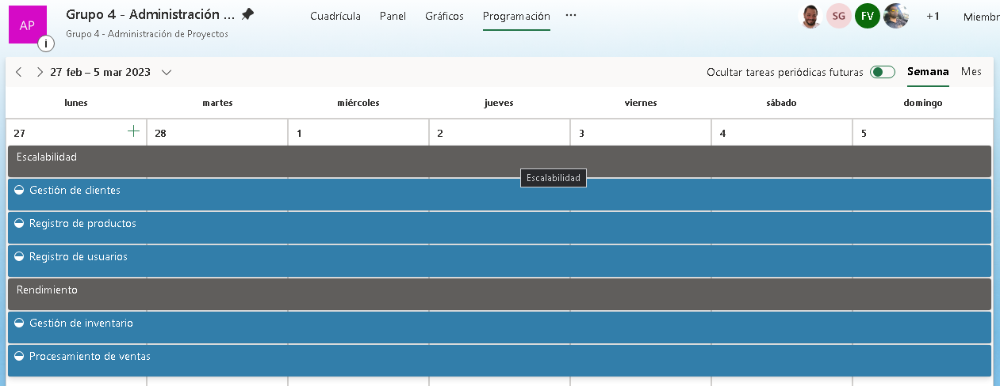 AP
i
Grupo 4 - Administración ...
Grupo 4 - Administración de Proyectos
Cuadrícula Panel Gráficos Programación ...
SG FV +1 Miembr
27 feb – 5 mar 2023
Ocultar tareas periódicas futuras Semana Mes
lunes martes miércoles jueves viernes sábado domingo
27 28 1 2 3 4 5
Escalabilidad
Escalabilidad
Gestión de clientes
Registro de productos
Registro de usuarios
Rendimiento
Gestión de inventario
Procesamiento de ventas